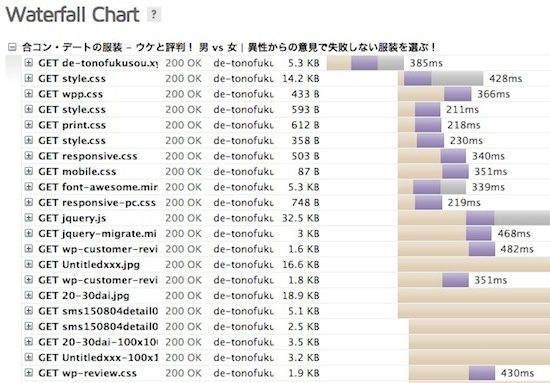 Waterfall Chart ?
合コン・デートの服装 – ウケと評判！ 男 vs 女 | 異性からの意見で失敗しない服装を選ぶ！
GET de-tonofukusou.xy 200 OK de-tonofuku 5.3 KB 385ms
GET style.css 200 OK de-tonofuku 14.2 KB 428ms
GET wpp.css 200 OK de-tonofuku 433 B 366ms
GET style.css 200 OK de-tonofuku 593 B 211ms
GET print.css 200 OK de-tonofuku 612 B 218ms
GET style.css 200 OK de-tonofuku 358 B 230ms
GET responsive.css 200 OK de-tonofuku 503 B 340ms
GET mobile.css 200 OK de-tonofuku 87 B 351ms
GET font-awesome.min 200 OK de-tonofuku 5.3 KB 339ms
GET responsive-pc.css 200 OK de-tonofuku 748 B 219ms
GET jquery.js 200 OK de-tonofuku 32.5 KB
GET jquery-migrate.mi 200 OK de-tonofuku 3 KB 468ms
GET wp-customer-revi 200 OK de-tonofuku 1.6 KB 482ms
GET Untitledxxx.jpg 200 OK de-tonofuku 16.6 KB
GET wp-customer-revi 200 OK de-tonofuku 1.8 KB 351ms
GET 20-30dai.jpg 200 OK de-tonofuku 18.9 KB
GET sms150804detail0 200 OK de-tonofuku 5.1 KB
GET sms150804detail0 200 OK de-tonofuku 2.5 KB
GET 20-30dai-100x100 200 OK de-tonofuku 3.5 KB
GET Untitledxxx-100x1 200 OK de-tonofuku 3.2 KB
GET wp-review.css 200 OK de-tonofuku 1.9 KB 430ms